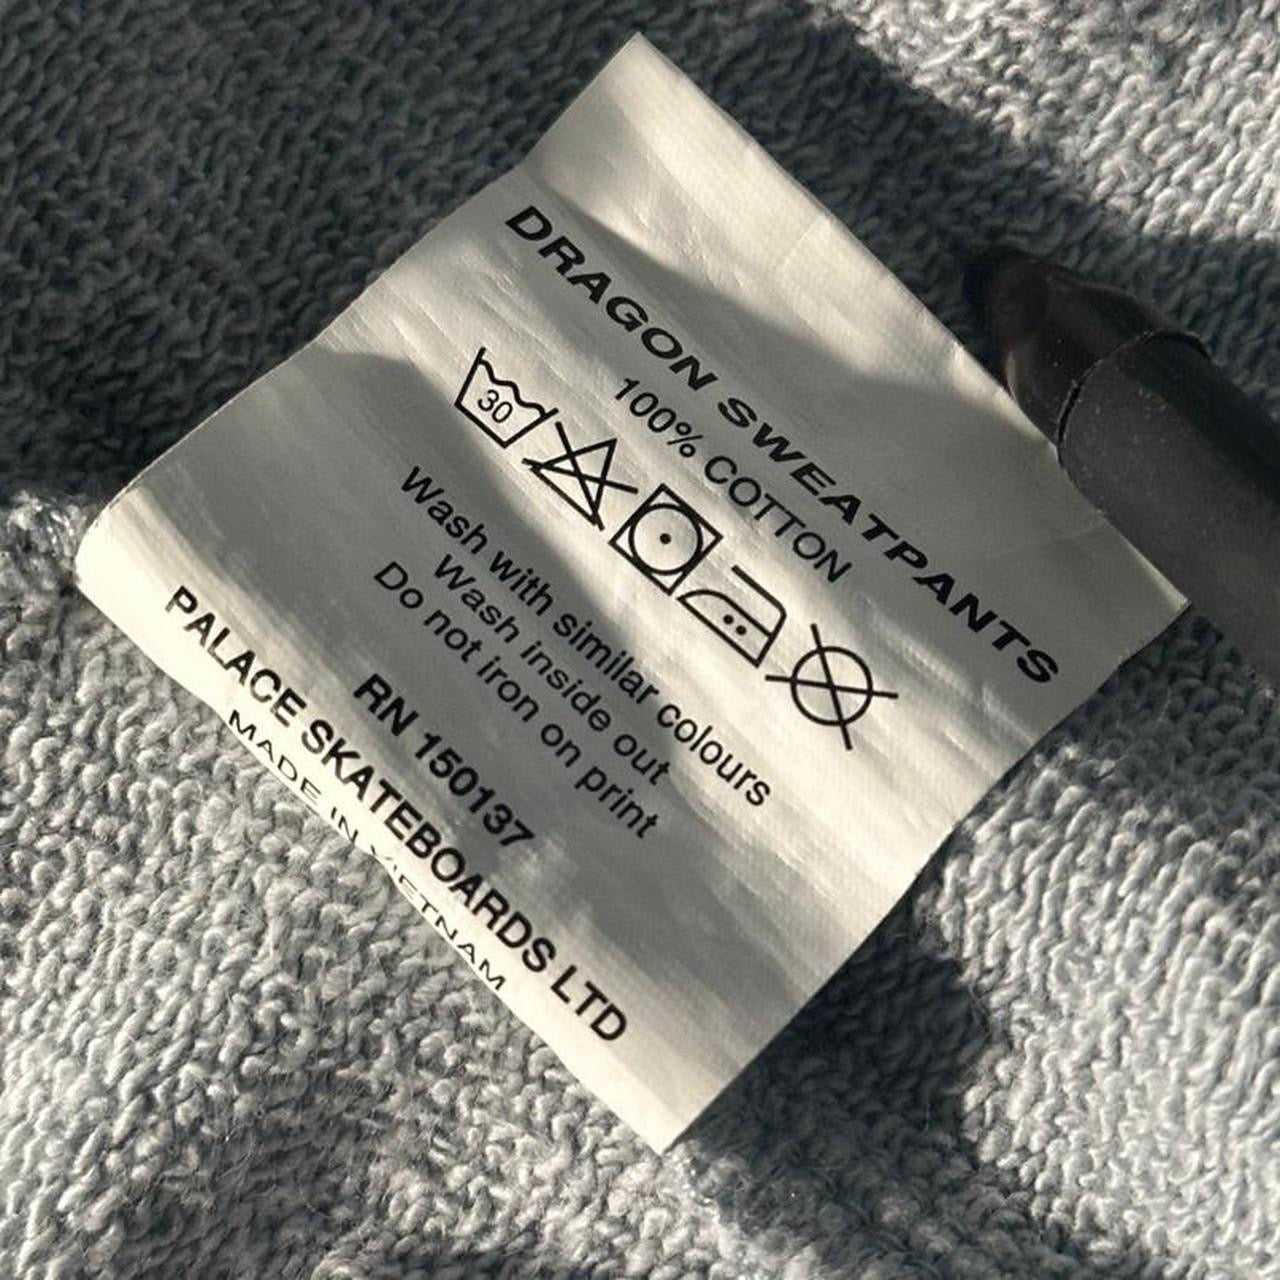 DRAGON SWEATPANTS
100% COTTON
30
Wash with similar colours
Wash inside out
Do not iron on print
RN 150137
PALACE SKATEBOARDS LTD
MADE IN VIETNAM